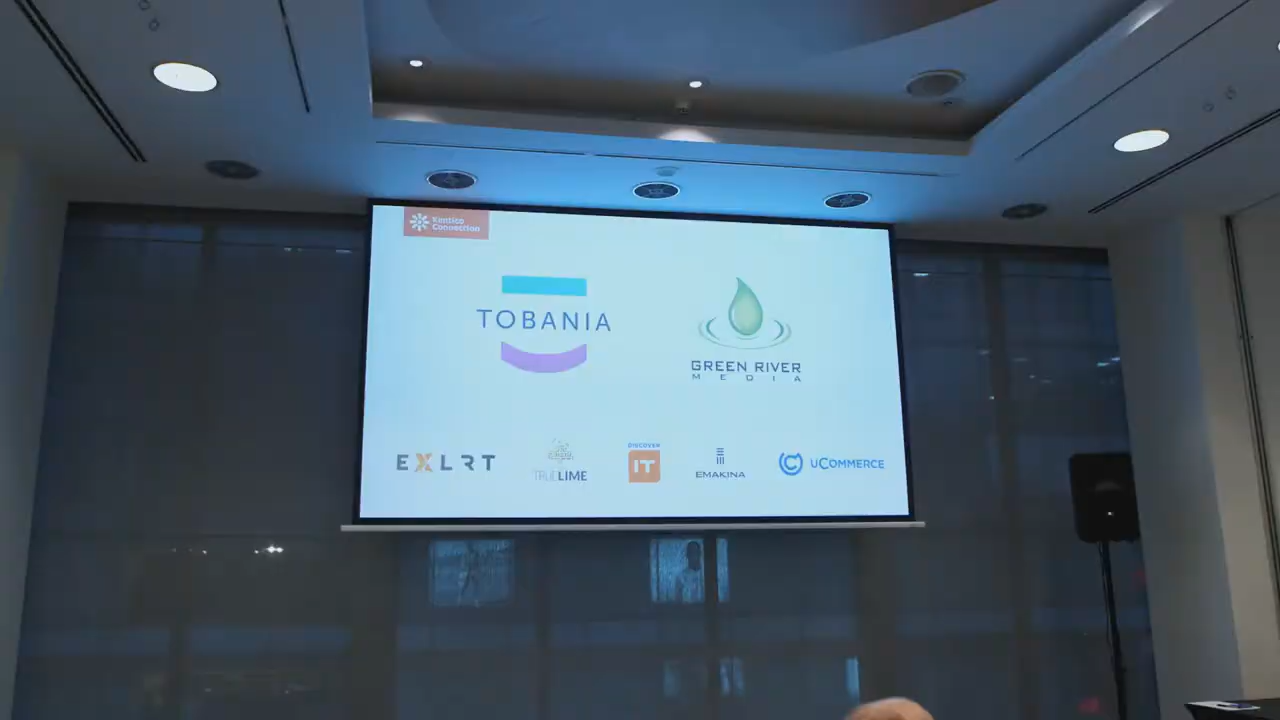 Kentico
Connection
TOBANIA
GREEN RIVER
MEDIA
EXLRT
TRUELIME
DISCOVER
IT
EMAKINA
UCOMMERCE